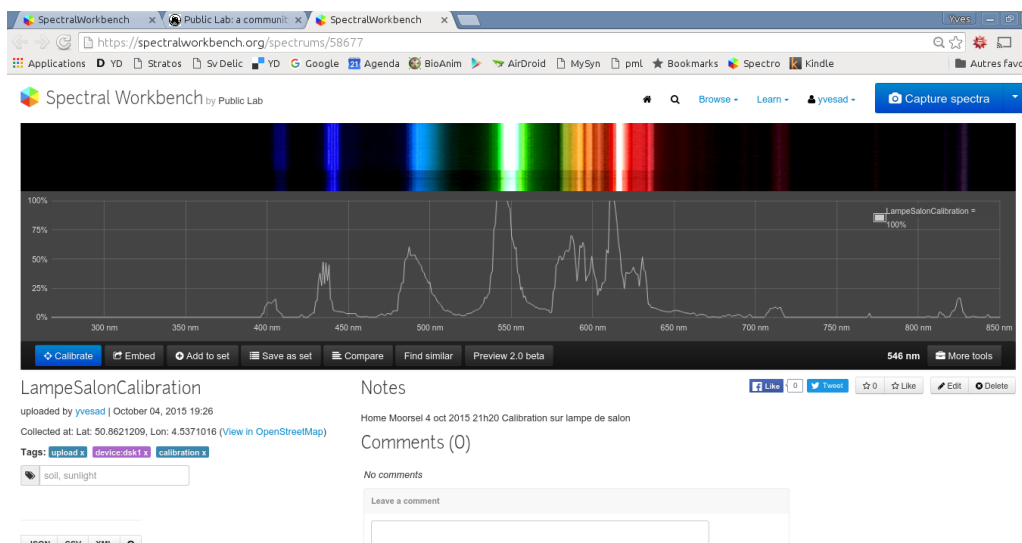 SpectralWorkbench
Public Lab: a communit
SpectralWorkbench
Yves
https://spectralworkbench.org/spectrums/58677
Applications D YD Stratos Sv Delic YD G Google 21 Agenda BioAnim AirDroid MySyn pml Bookmarks Spectro Kindle Autres favo
Spectral Workbench by Public Lab
Browse Learn yvesad Capture spectra
100%
75%
50%
25%
0%
LampeSalonCalibration =
100%
300 nm 350 nm 400 nm 450 nm 500 nm 550 nm 600 nm 650 nm 700 nm 750 nm 800 nm 850 nm
Calibrate Embed Add to set Save as set Compare Find similar Preview 2.0 beta 546 nm More tools
LampeSalonCalibration
uploaded by yvesad | October 04, 2015 19:26
Collected at: Lat: 50.8621209, Lon: 4.5371016 (View in OpenStreetMap)
Tags: upload x device:dsk1 x calibration x
soil, sunlight
JSON CSV XML
Notes
Like 0 Tweet 0 Like Edit Delete
Home Moorsel 4 oct 2015 21h20 Calibration sur lampe de salon
Comments (0)
No comments
Leave a comment